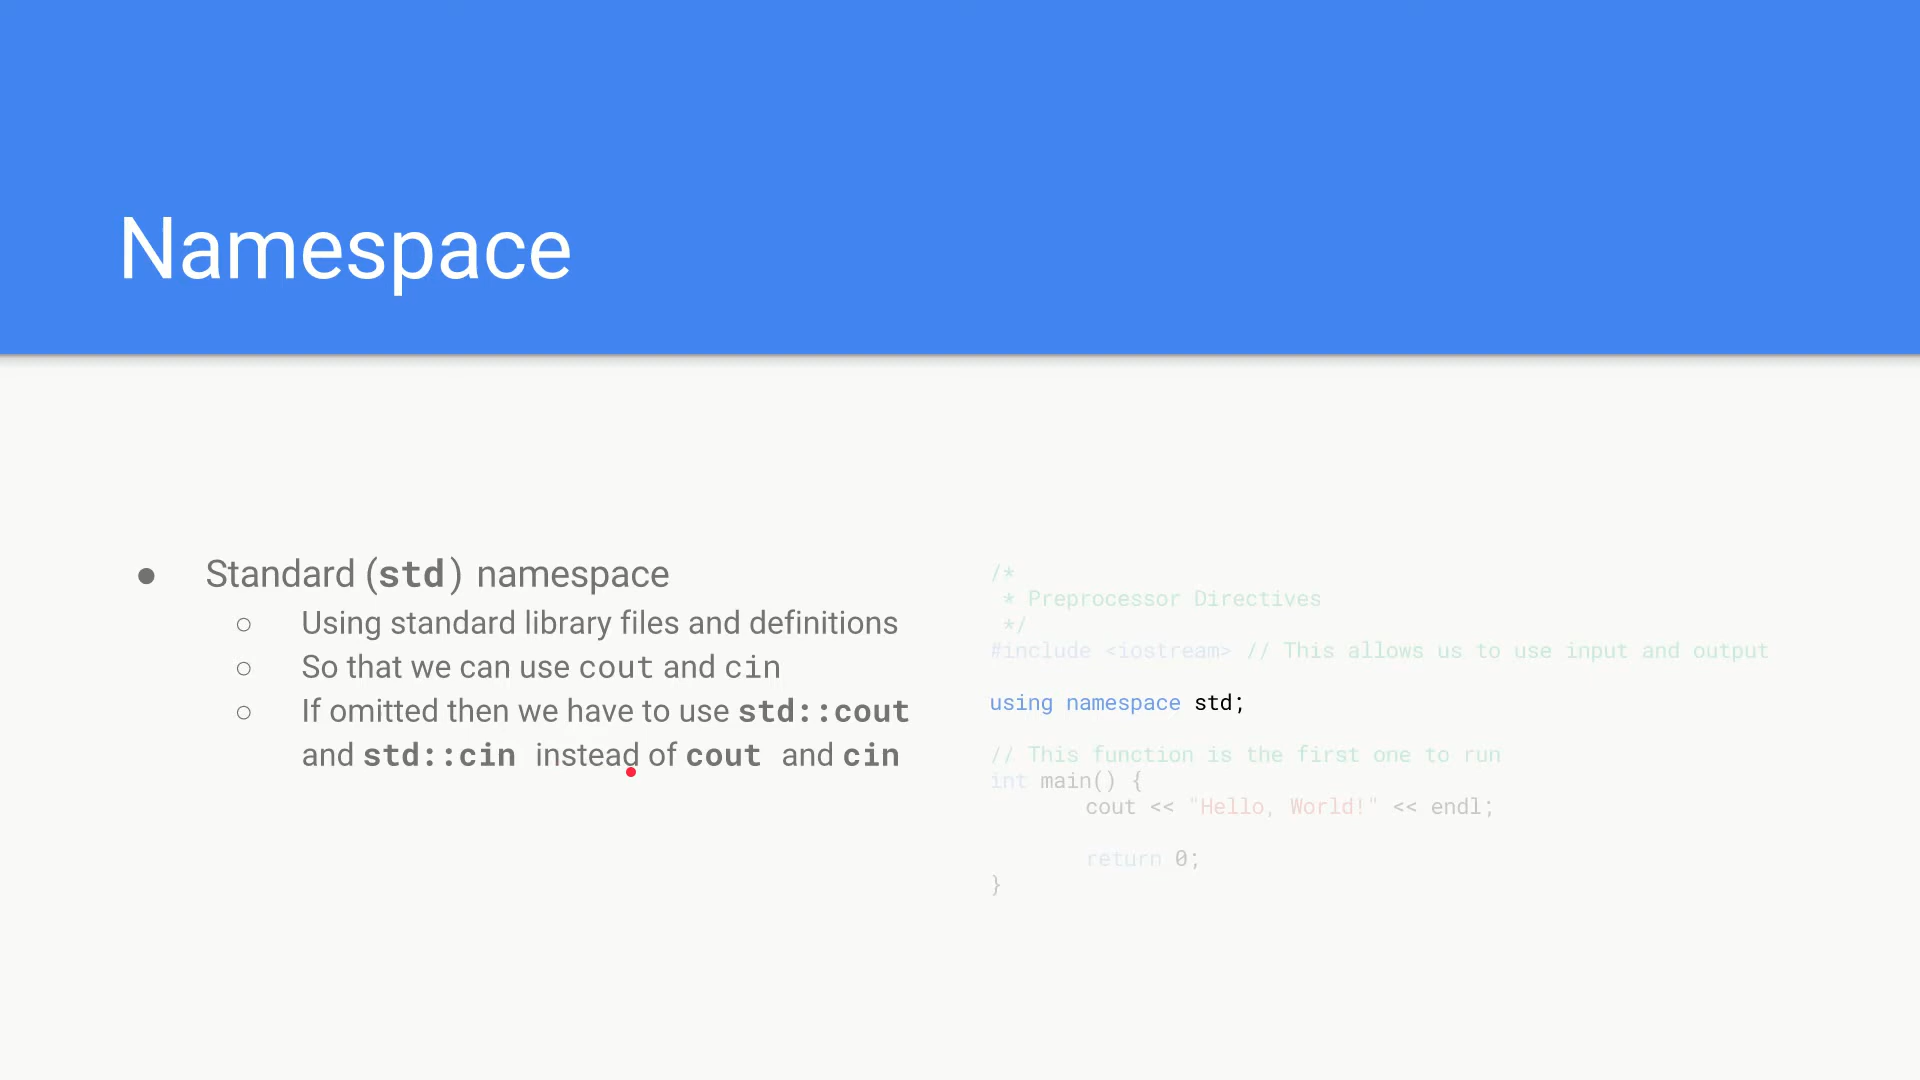 Namespace
● Standard (std) namespace
○ Using standard library files and definitions
○ So that we can use cout and cin
○ If omitted then we have to use std::cout
and std::cin instead of cout and cin
/*
* Preprocessor Directives
*/
#include <iostream> // This allows us to use input and output
using namespace std;
// This function is the first one to run
int main() {
cout << "Hello, World!" << endl;
return 0;
}